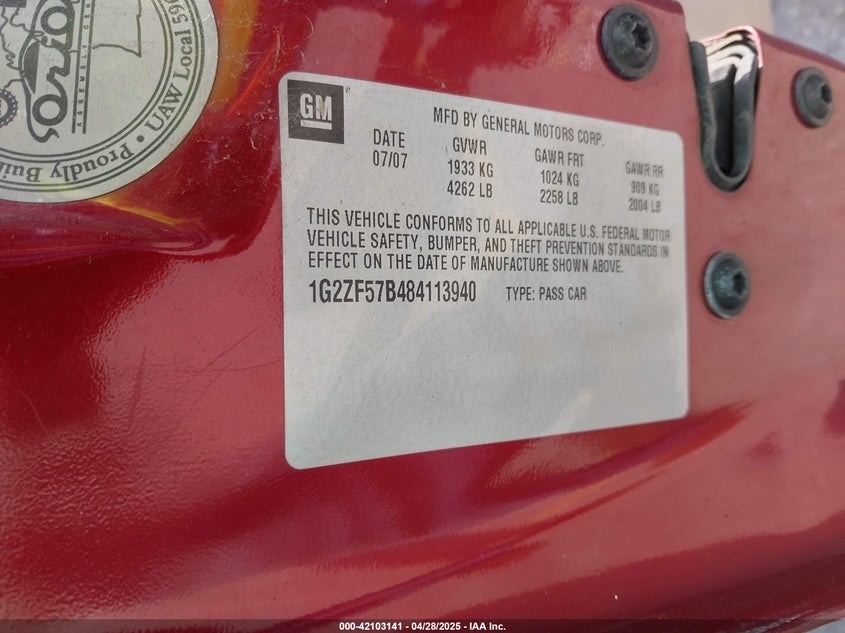 Orion
ASSEMBLY
• Proudly Buil
UAW Local 596
GM
MFD BY GENERAL MOTORS CORP.
DATE GVWR GAWR FRT GAWR RR
07/07 1933 KG 1024 KG 909 KG
4262 LB 2258 LB 2004 LB
THIS VEHICLE CONFORMS TO ALL APPLICABLE U.S. FEDERAL MOTOR
VEHICLE SAFETY, BUMPER, AND THEFT PREVENTION STANDARDS IN
EFFECT ON THE DATE OF MANUFACTURE SHOWN ABOVE.
1G2ZF57B484113940 TYPE: PASS CAR
000-42103141 | 04/28/2025 - IAA Inc.